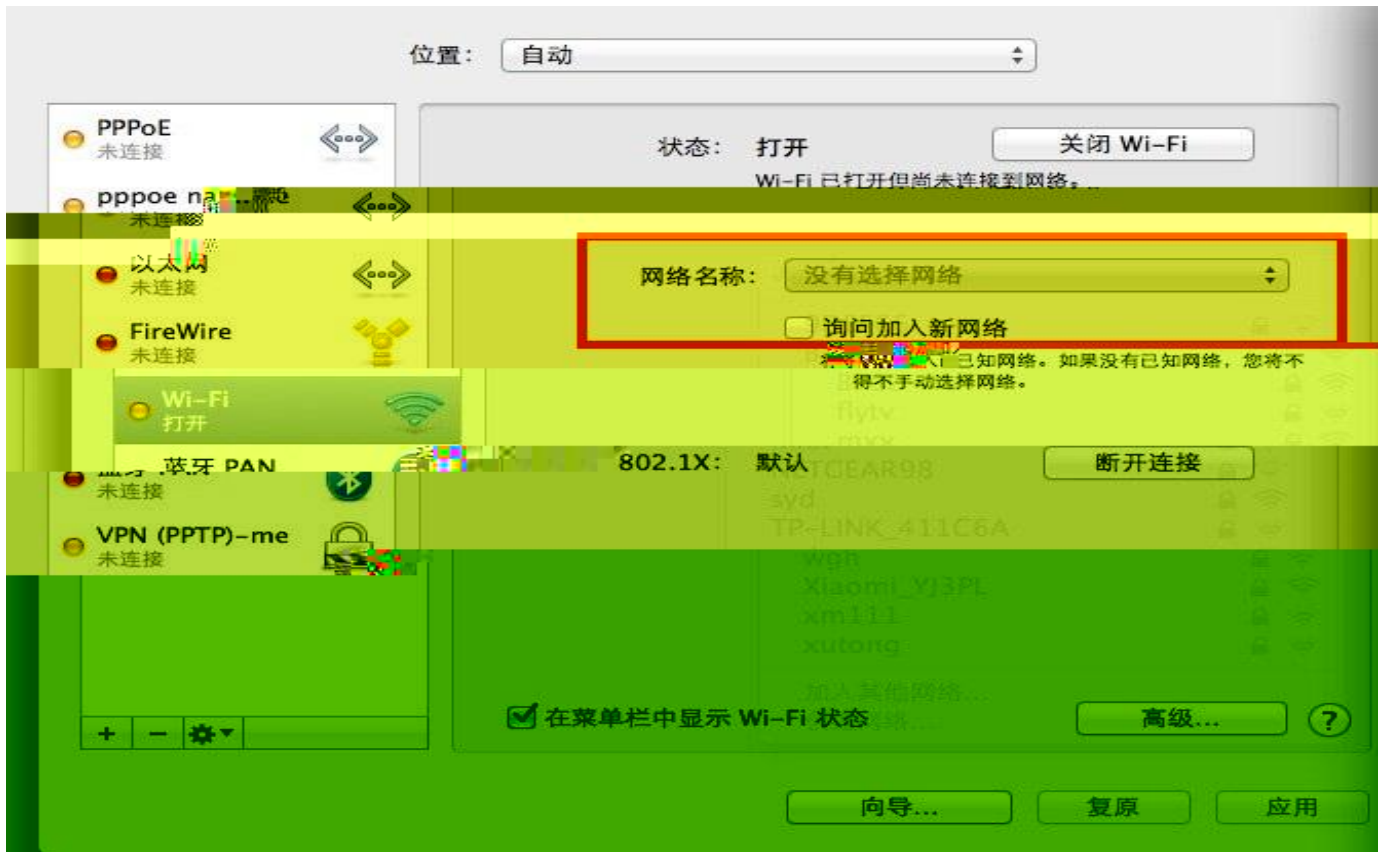 位置： 自动
PPPoE
未连接
状态： 打开 关闭 Wi-Fi
Wi-Fi 已打开但尚未连接到网络。
pppoe
未连接
以太网
未连接
网络名称： 没有选择网络
FireWire
未连接
询问加入新网络
已知网络。如果没有已知网络，您将不
得不手动选择网络。
Wi-Fi
打开
flytv
蓝牙 PAN
未连接
802.1X： 默认 断开连接
syd
TP-LINK_411C6A
VPN (PPTP)-me
未连接
wgh
Xiaomi_YJ3PL
xm111
xutong
加入其他网络...
在菜单栏中显示 Wi-Fi 状态 高级... ?
向导... 复原 应用